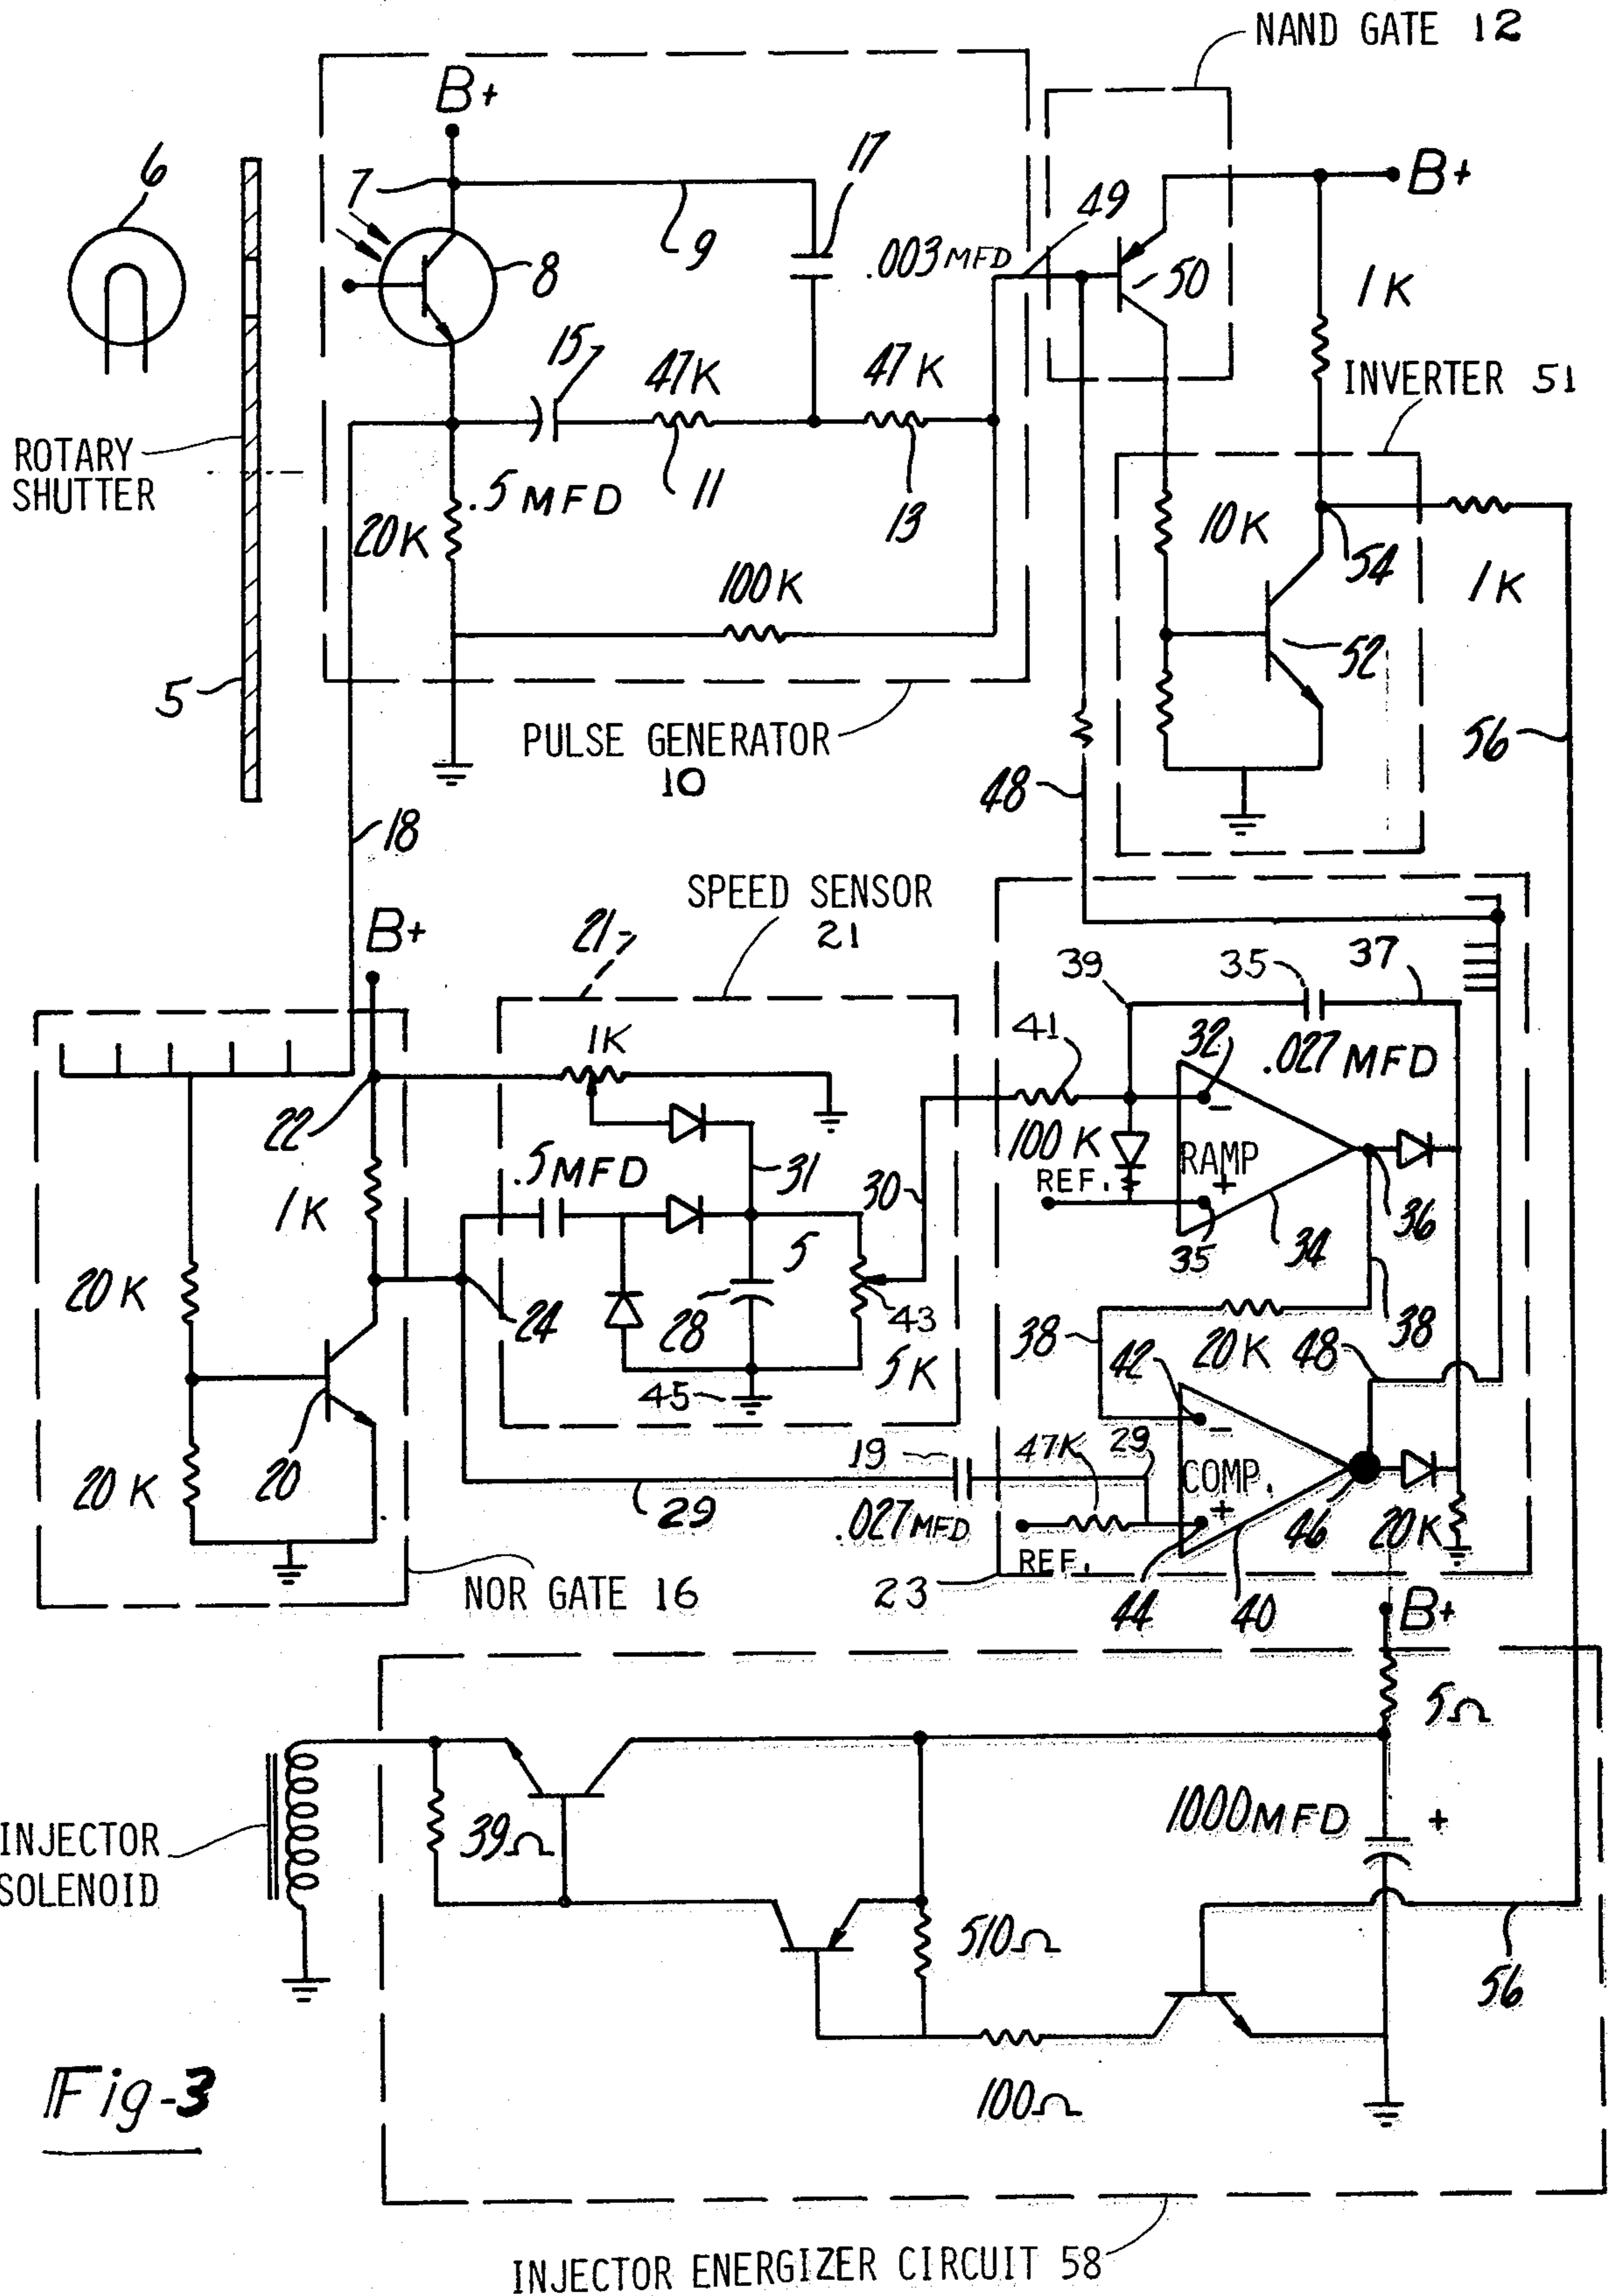 NAND GATE 12
B+
6
7
17
49
B+
9
.003 MFD
8
50
1K
15
47K
47K
INVERTER 51
ROTARY
SHUTTER
.5 MFD
11
13
20K
10K
54
100K
1K
52
5
PULSE GENERATOR
10
56
48
18
SPEED SENSOR
21
21
B+
39
35
37
41
1K
32
.027 MFD
22
−
100 K
RAMP
.5 MFD
31
REF.
+
30
1K
35
34
36
5
20K
24
28
43
38
20K
48
38
42
45
5K
−
19
47K
29
COMP.
20K
20
+
29
.027 MFD
46
20K
REF.
NOR GATE 16
23
44
40
B+
5Ω
1000 MFD
+
INJECTOR
SOLENOID
39Ω
510Ω
56
100Ω
Fig-3
INJECTOR ENERGIZER CIRCUIT 58